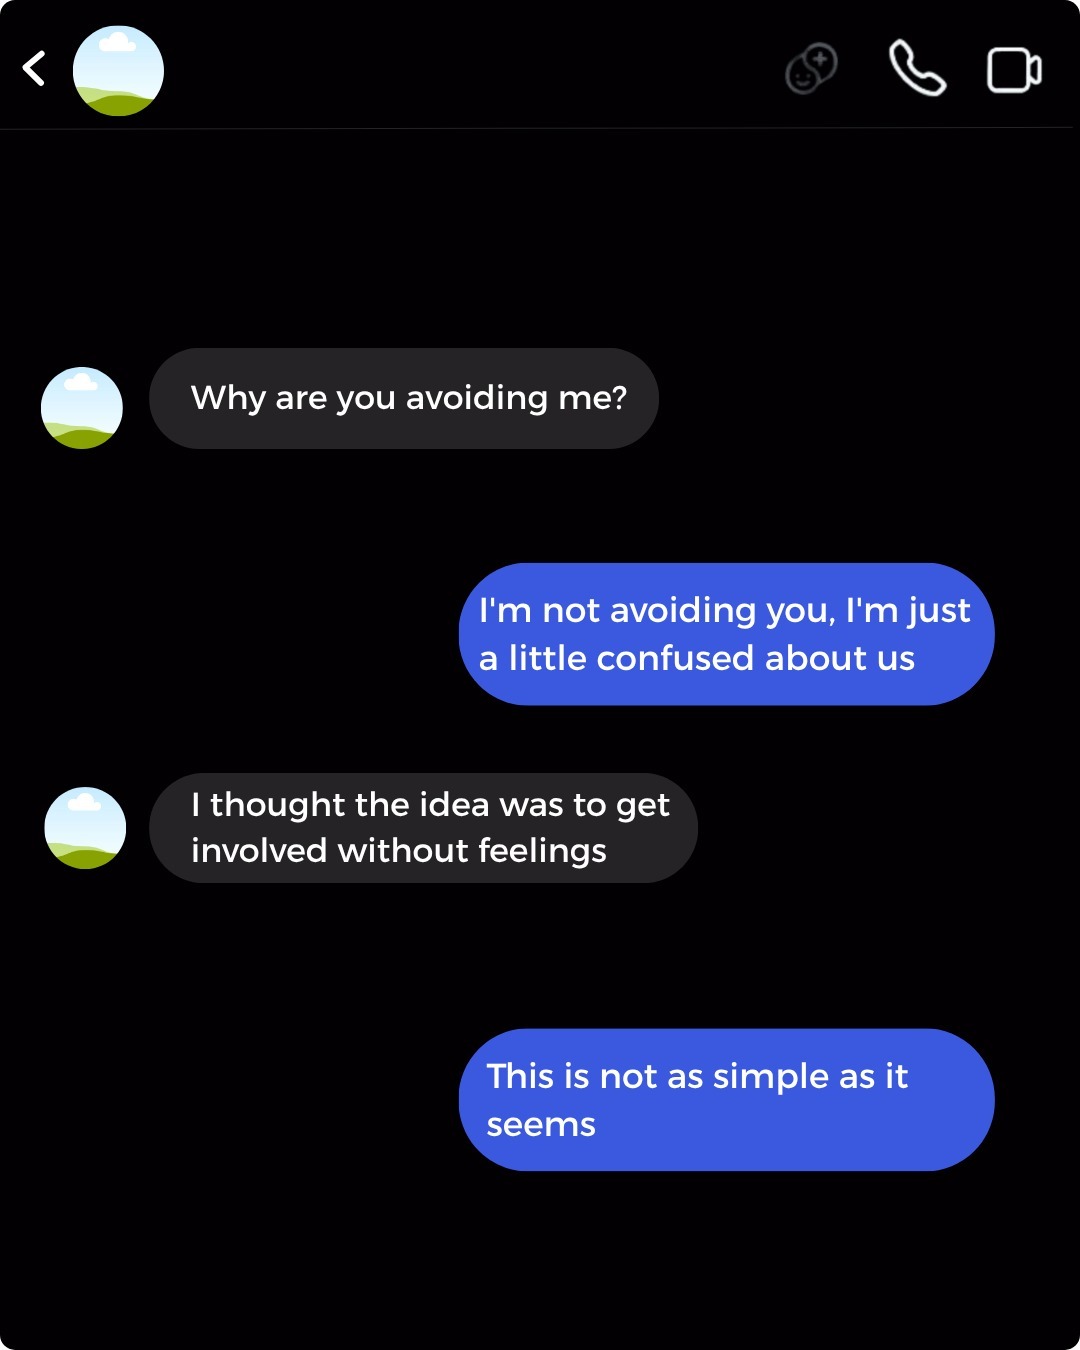 Why are you avoiding me?
I'm not avoiding you, I'm just
a little confused about us
I thought the idea was to get
involved without feelings
This is not as simple as it
seems